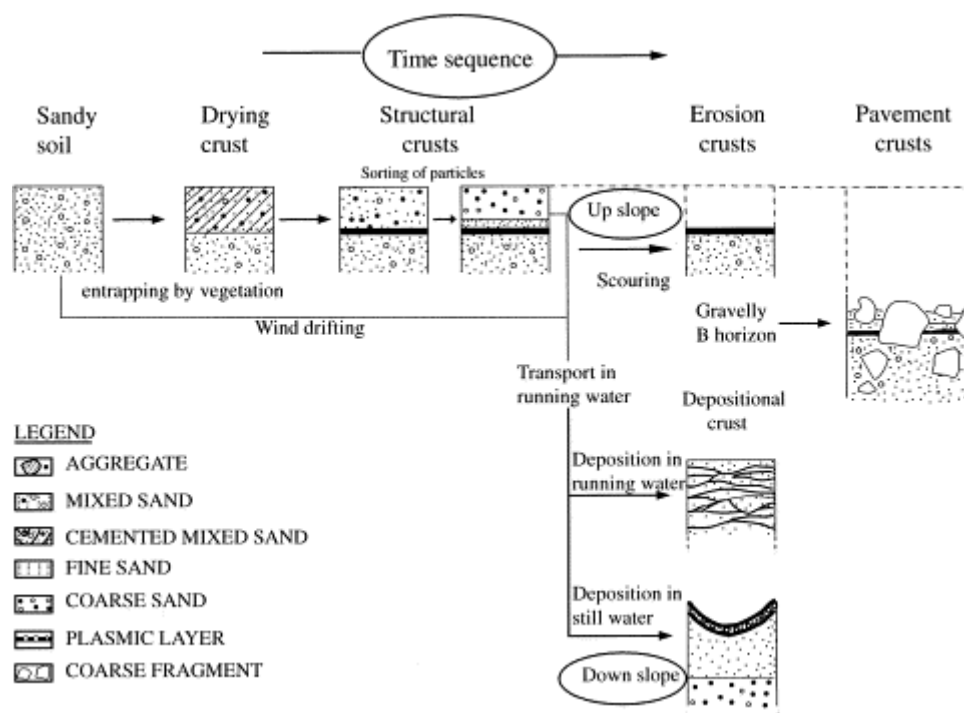 Time sequence
Sandy
soil
Drying
crust
Structural
crusts
Erosion
crusts
Pavement
crusts
Sorting of particles
Up slope
Scouring
entrapping by vegetation
Wind drifting
Gravelly
B horizon
Transport in
running water
Depositional
crust
Deposition in
running water
Deposition in
still water
Down slope
LEGEND
AGGREGATE
MIXED SAND
CEMENTED MIXED SAND
FINE SAND
COARSE SAND
PLASMIC LAYER
COARSE FRAGMENT